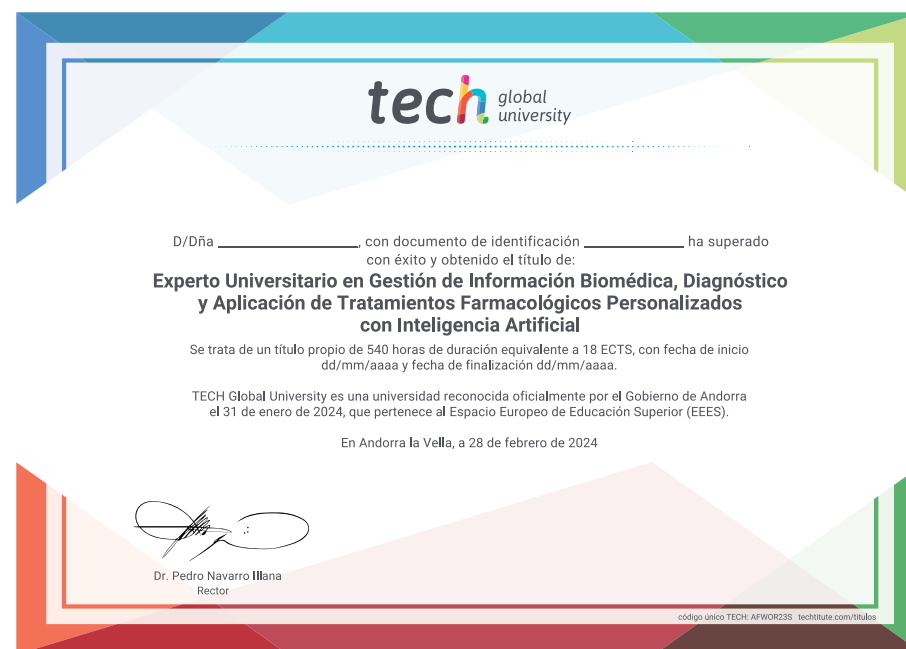 tech global university
D/Dña ____________, con documento de identificación ____________ ha superado
con éxito y obtenido el título de:
Experto Universitario en Gestión de Información Biomédica, Diagnóstico
y Aplicación de Tratamientos Farmacológicos Personalizados
con Inteligencia Artificial
Se trata de un título propio de 540 horas de duración equivalente a 18 ECTS, con fecha de inicio
dd/mm/aaaa y fecha de finalización dd/mm/aaaa.
TECH Global University es una universidad reconocida oficialmente por el Gobierno de Andorra
el 31 de enero de 2024, que pertenece al Espacio Europeo de Educación Superior (EEES).
En Andorra la Vella, a 28 de febrero de 2024
Dr. Pedro Navarro Illana
Rector
código único TECH: AFWOR23S techtitute.com/titulos